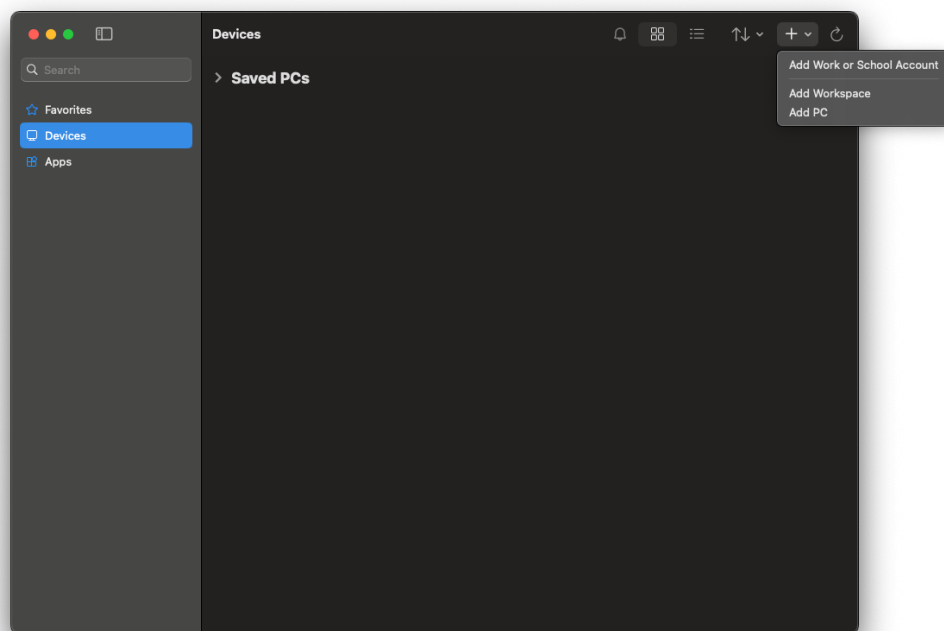 Devices
Search
Saved PCs
Add Work or School Account
Add Workspace
Add PC
Favorites
Devices
Apps